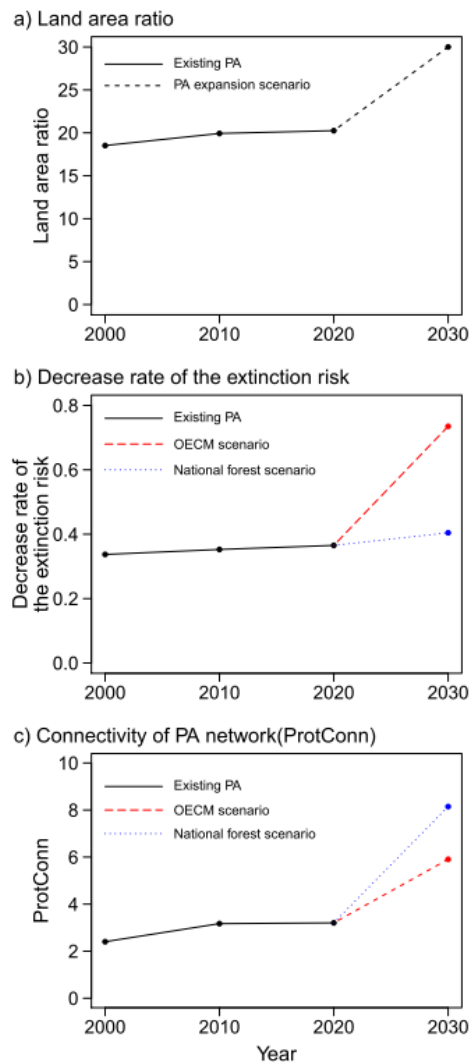 a) Land area ratio
30
25
20
15
10
5
0
Land area ratio
Existing PA
PA expansion scenario
2000 2010 2020 2030
b) Decrease rate of the extinction risk
0.8
0.6
0.4
0.2
0.0
Decrease rate of
the extinction risk
Existing PA
OECM scenario
National forest scenario
2000 2010 2020 2030
c) Connectivity of PA network(ProtConn)
10
8
6
4
2
0
ProtConn
Existing PA
OECM scenario
National forest scenario
2000 2010 2020 2030
Year